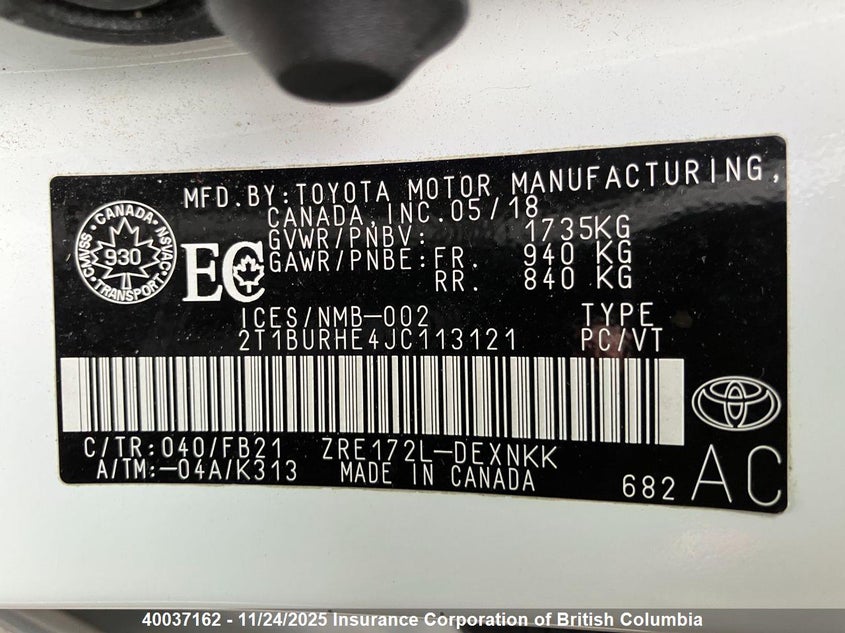 MFD.BY:TOYOTA MOTOR MANUFACTURING,
CANADA,INC.05/18
GVWR/PNBV: 1735KG
GAWR/PNBE:FR. 940 KG
RR. 840 KG
CANADA
CMVSS 930 NSVAC
TRANSPORT
EC
ICES/NMB-002 TYPE
2T1BURHE4JC113121 PC/VT
C/TR:040/FB21 ZRE172L-DEXNKK
A/TM:-04A/K313 MADE IN CANADA
682 AC
40037162 - 11/24/2025 Insurance Corporation of British Columbia